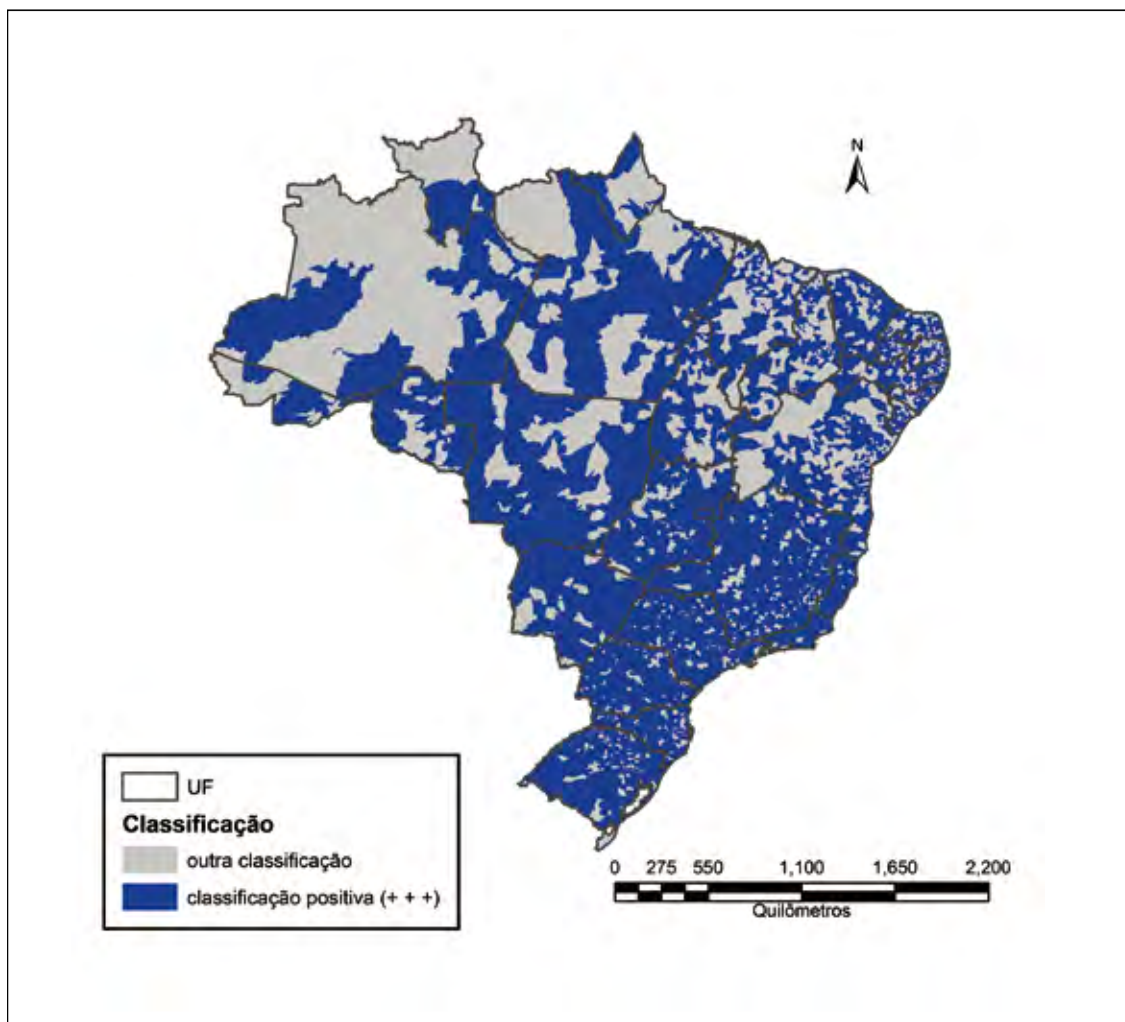 N
UF
Classificação
outra classificação
classificação positiva (+ + +)
0 275 550 1,100 1,650 2,200
Quilômetros